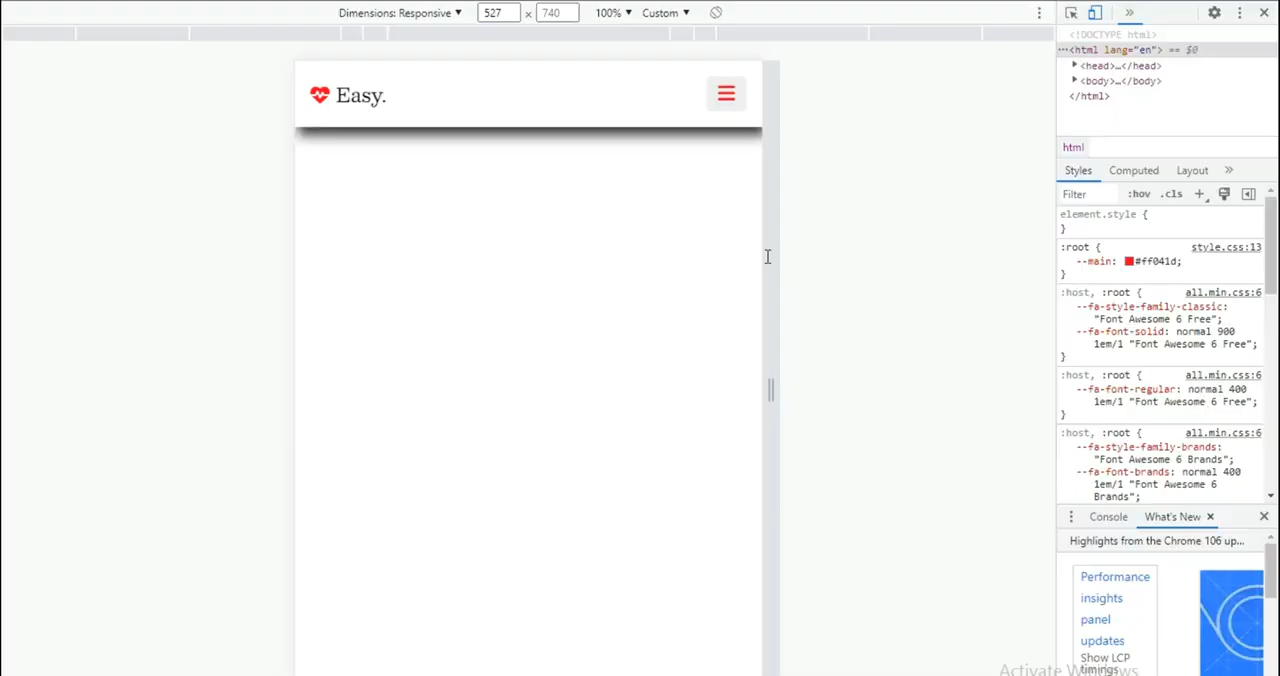 Dimensions: Responsive ▼ 527 × 740 100% ▼ Custom ▼
Easy.
<!DOCTYPE html>
⋯<html lang="en"> == $0
<head>…</head>
<body>…</body>
</html>
html
Styles Computed Layout »
Filter :hov .cls +
element.style {
}
:root { style.css:13
--main: #ff041d;
}
:host, :root { all.min.css:6
--fa-style-family-classic:
"Font Awesome 6 Free";
--fa-font-solid: normal 900
1em/1 "Font Awesome 6 Free";
}
:host, :root { all.min.css:6
--fa-font-regular: normal 400
1em/1 "Font Awesome 6 Free";
}
:host, :root { all.min.css:6
--fa-style-family-brands:
"Font Awesome 6 Brands";
--fa-font-brands: normal 400
1em/1 "Font Awesome 6
Brands";
Console What's New ×
Highlights from the Chrome 106 up...
Performance
insights
panel
updates
Show LCP
timings
Activate Windows